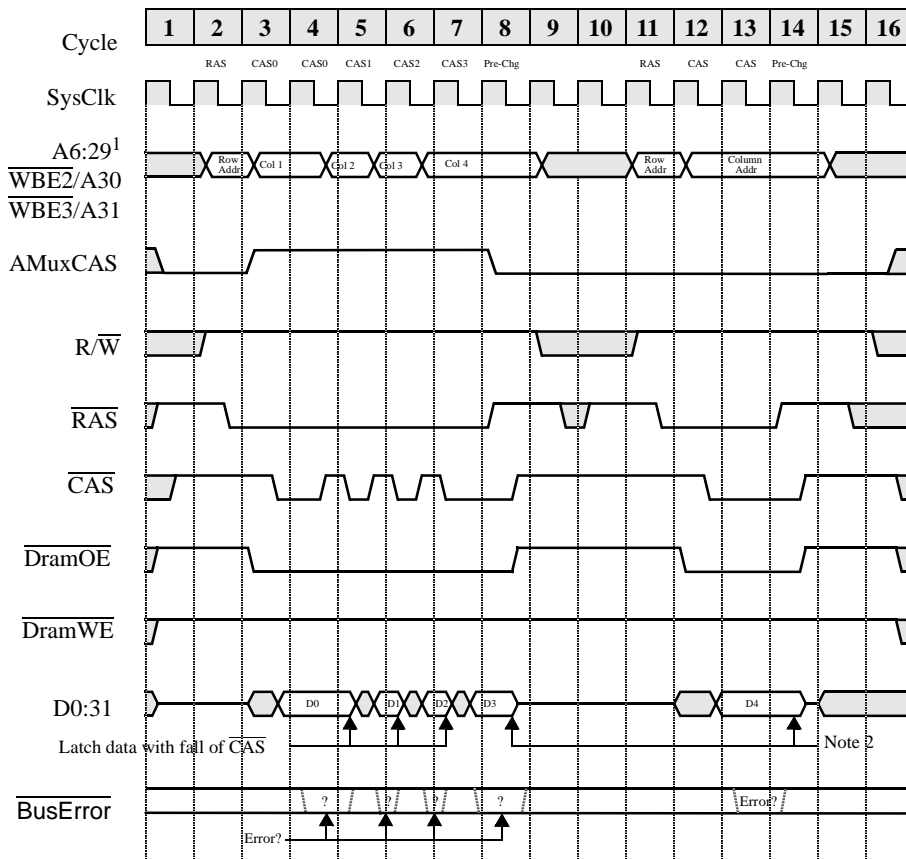 Cycle 1 2 3 4 5 6 7 8 9 10 11 12 13 14 15 16
RAS CAS0 CAS0 CAS1 CAS2 CAS3 Pre-Chg RAS CAS CAS Pre-Chg
SysClk
A6:29¹
WBE2/A30
WBE3/A31
Row Addr Col 1 Col 2 Col 3 Col 4 Row Addr Column Addr
AMuxCAS
R/W
RAS
CAS
DramOE
DramWE
D0:31 D0 D1 D2 D3 D4
Latch data with fall of CAS Note 2
BusError ? ? ? ? Error?
Error?